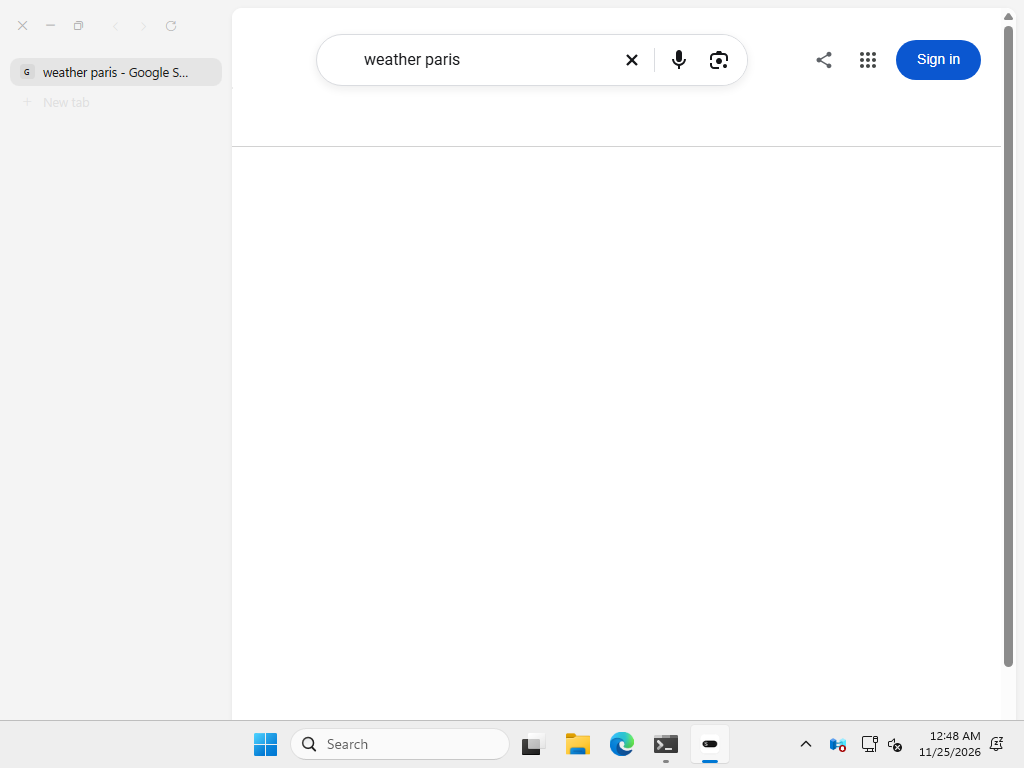 weather paris
Sign in
G weather paris - Google S...
New tab
Search
12:48 AM
11/25/2026